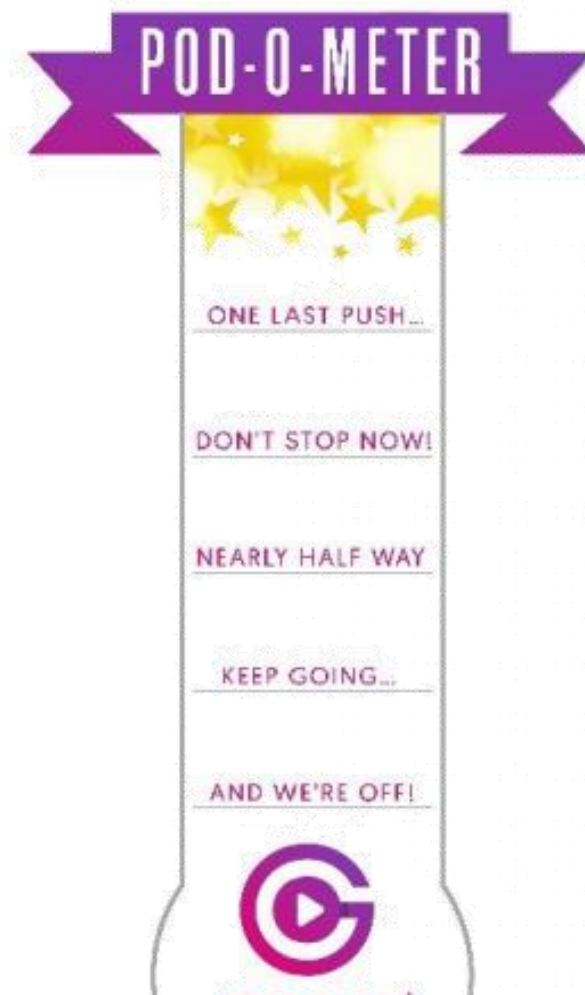 POD-O-METER
ONE LAST PUSH...
DON'T STOP NOW!
NEARLY HALF WAY
KEEP GOING...
AND WE'RE OFF!